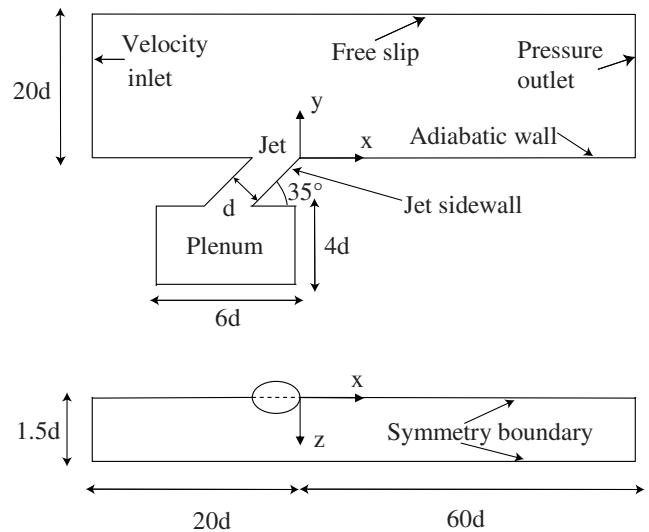 Velocity
inlet
Free slip
Pressure
outlet
20d
y
Jet
x
Adiabatic wall
35°
d
Jet sidewall
Plenum
4d
6d
x
1.5d
z
Symmetry boundary
20d
60d